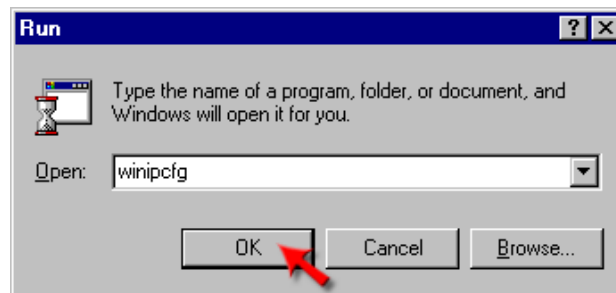 Run
Type the name of a program, folder, or document, and
Windows will open it for you.
Open: winipcfg
OK Cancel Browse...